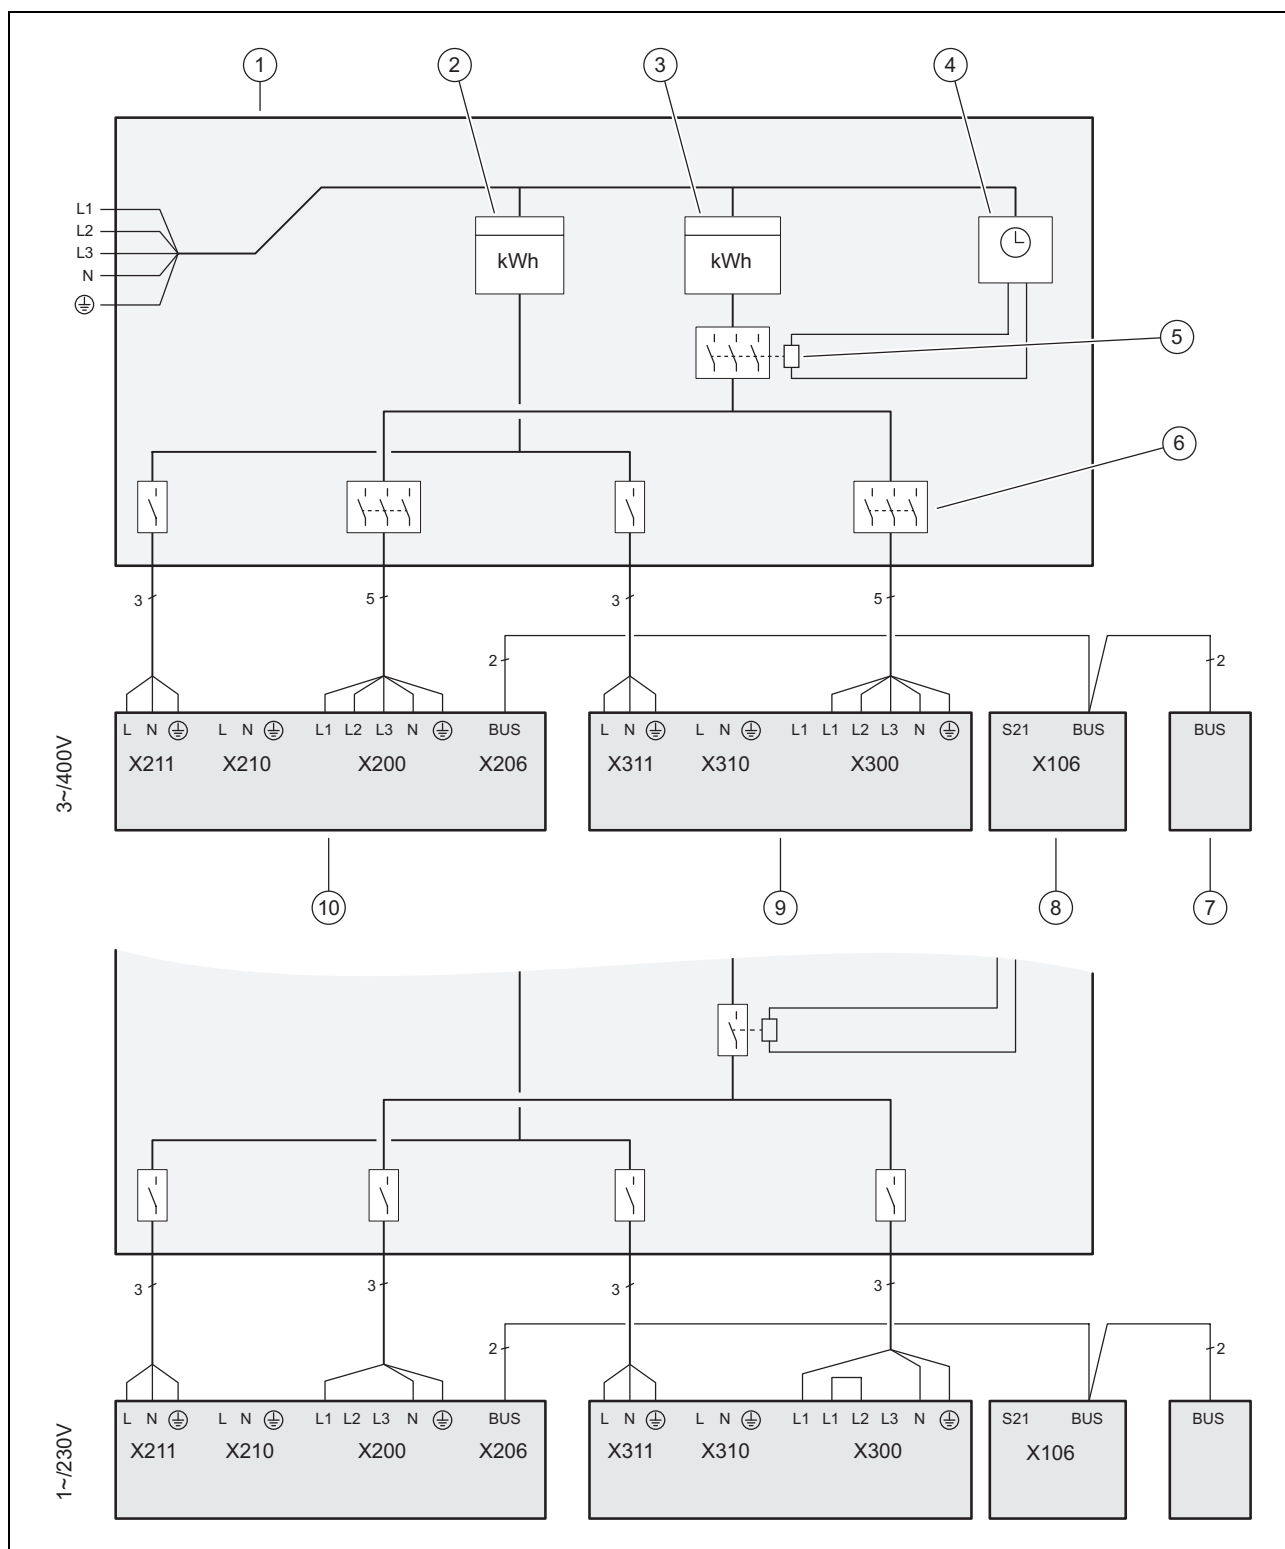 1 2 3 4
L1
L2
L3
N
kWh kWh
5
6
3 5 3 5
2 2
3~/400V
L N L N L1 L2 L3 N BUS L N L N L1 L1 L2 L3 N S21 BUS BUS
X211 X210 X200 X206 X311 X310 X300 X106
10 9 8 7
3 3 3 3
2 2
1~/230V
L N L N L1 L2 L3 N BUS L N L N L1 L1 L2 L3 N S21 BUS BUS
X211 X210 X200 X206 X311 X310 X300 X106